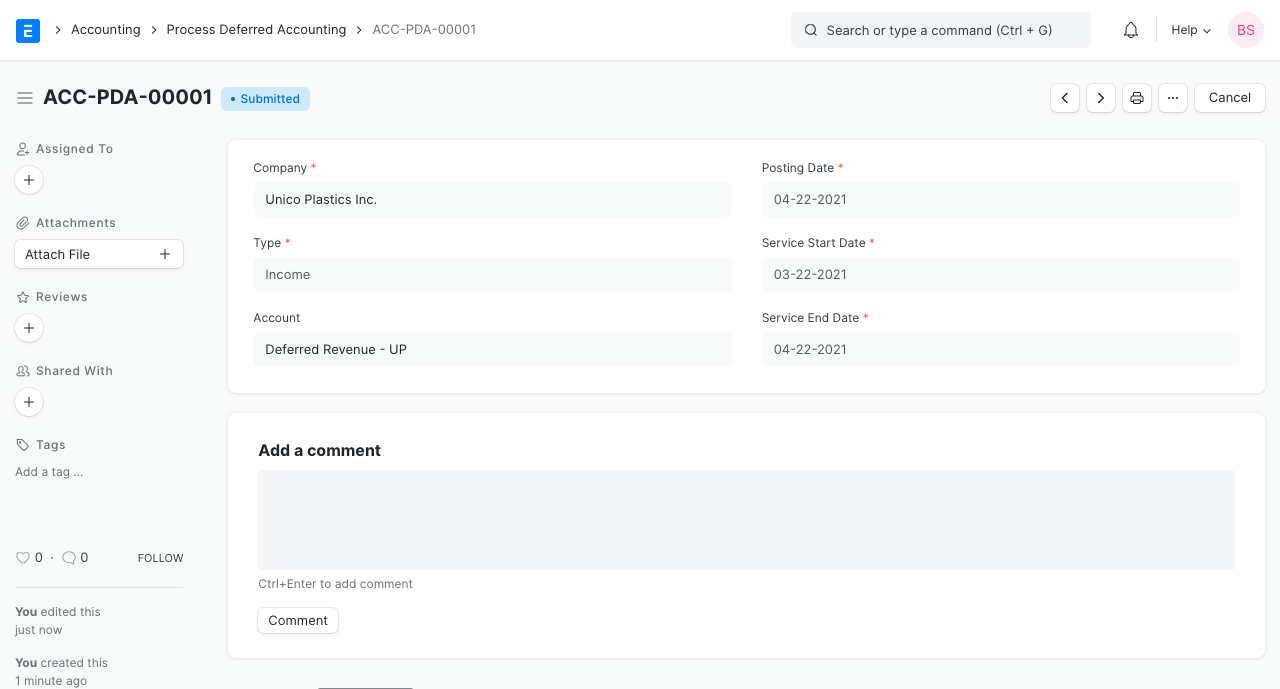 E
Accounting
Process Deferred Accounting
ACC-PDA-00001
Search or type a command (Ctrl + G)
Help
BS
ACC-PDA-00001
• Submitted
Cancel
Assigned To
Attachments
Attach File
Reviews
Shared With
Tags
Add a tag ...
0 · 0
FOLLOW
You edited this
just now
You created this
1 minute ago
Company *
Unico Plastics Inc.
Type *
Income
Account
Deferred Revenue - UP
Posting Date *
04-22-2021
Service Start Date *
03-22-2021
Service End Date *
04-22-2021
Add a comment
Ctrl+Enter to add comment
Comment